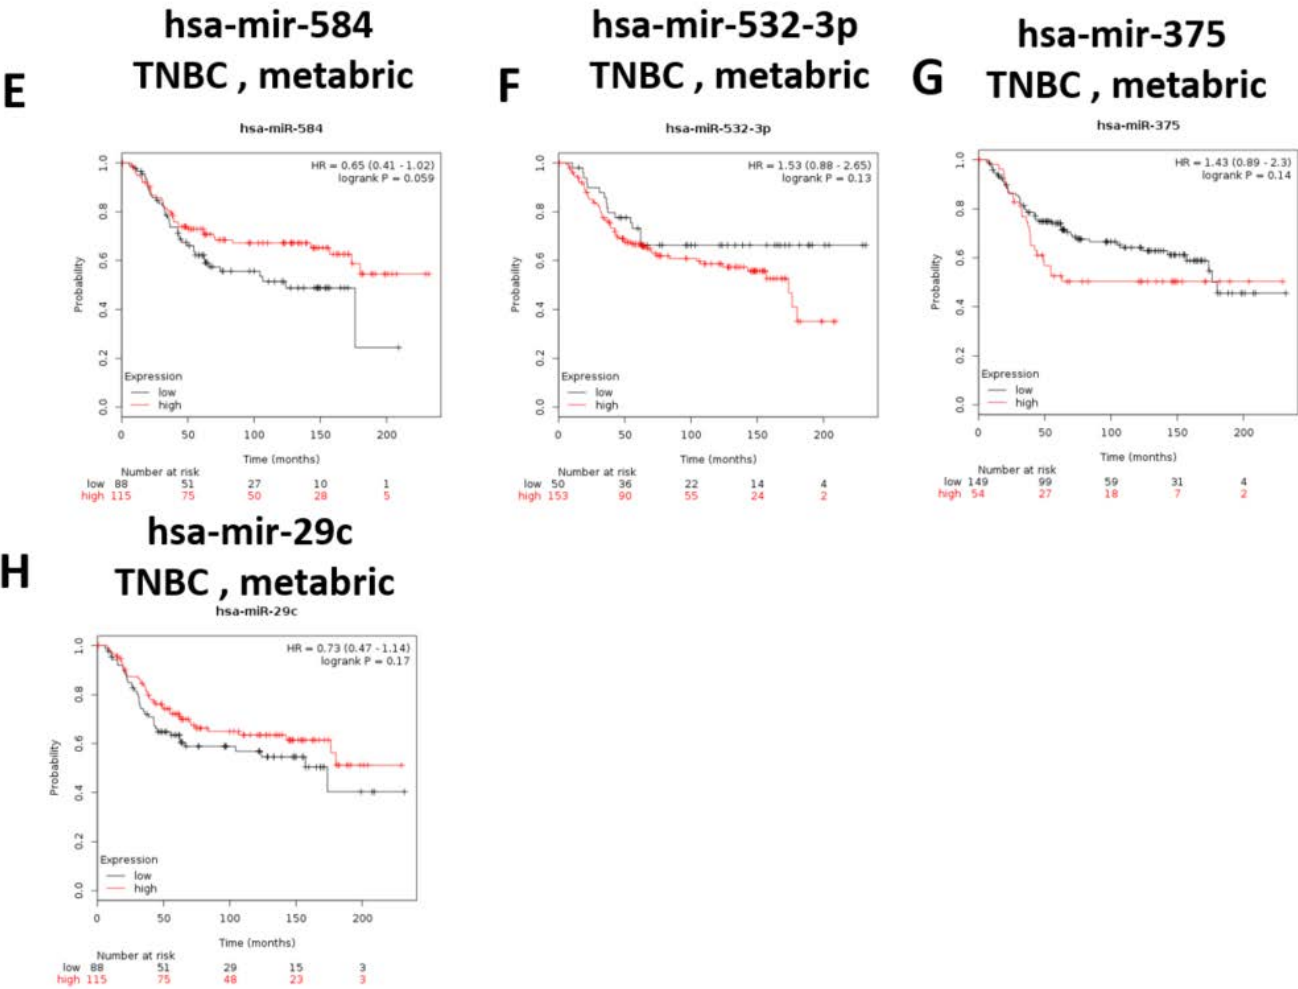 E
hsa-mir-584
TNBC , metabric
hsa-miR-584
HR = 0.65 (0.41 - 1.02)
logrank P = 0.059
Probability
1.0
0.8
0.6
0.4
0.2
0.0
Expression
low
high
0 50 100 150 200
Time (months)
Number at risk
low 88 51 27 10 1
high 115 75 50 28 5
F
hsa-mir-532-3p
TNBC , metabric
hsa-miR-532-3p
HR = 1.53 (0.88 - 2.65)
logrank P = 0.13
Probability
1.0
0.8
0.6
0.4
0.2
0.0
Expression
low
high
0 50 100 150 200
Time (months)
Number at risk
low 50 36 22 14 4
high 153 90 55 24 2
G
hsa-mir-375
TNBC , metabric
hsa-miR-375
HR = 1.43 (0.89 - 2.3)
logrank P = 0.14
Probability
1.0
0.8
0.6
0.4
0.2
0.0
Expression
low
high
0 50 100 150 200
Time (months)
Number at risk
low 149 99 59 31 4
high 54 27 18 7 2
H
hsa-mir-29c
TNBC , metabric
hsa-miR-29c
HR = 0.73 (0.47 - 1.14)
logrank P = 0.17
Probability
1.0
0.8
0.6
0.4
0.2
0.0
Expression
low
high
0 50 100 150 200
Time (months)
Number at risk
low 88 51 29 15 3
high 115 75 48 23 3